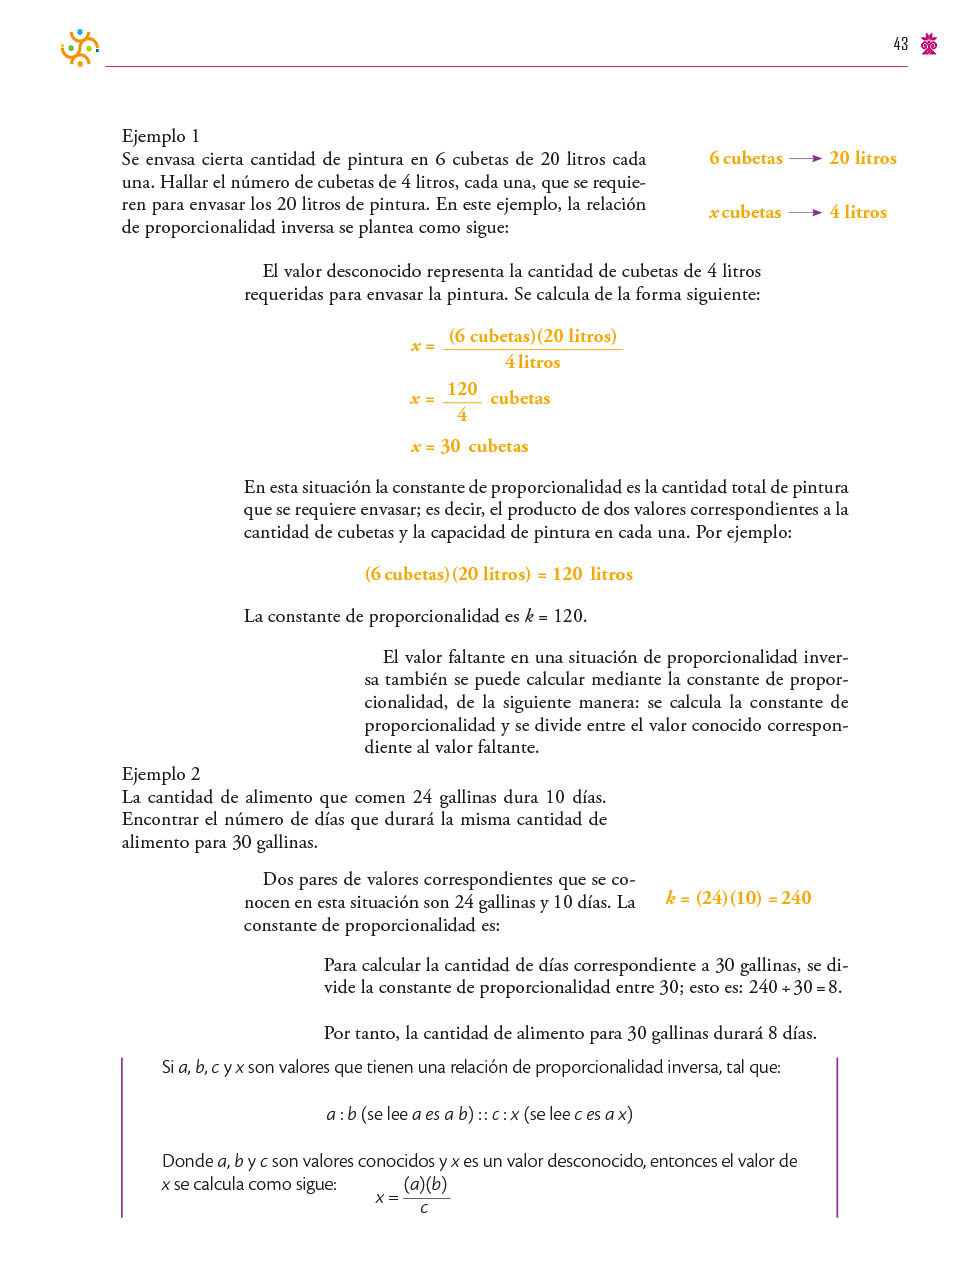 43
Ejemplo 1
Se envasa cierta cantidad de pintura en 6 cubetas de 20 litros cada
una. Hallar el número de cubetas de 4 litros, cada una, que se requie-
ren para envasar los 20 litros de pintura. En este ejemplo, la relación
de proporcionalidad inversa se plantea como sigue:
6 cubetas → 20 litros
x cubetas → 4 litros
El valor desconocido representa la cantidad de cubetas de 4 litros
requeridas para envasar la pintura. Se calcula de la forma siguiente:
x = (6 cubetas)(20 litros)
4 litros
x = 120 cubetas
4
x = 30 cubetas
En esta situación la constante de proporcionalidad es la cantidad total de pintura
que se requiere envasar; es decir, el producto de dos valores correspondientes a la
cantidad de cubetas y la capacidad de pintura en cada una. Por ejemplo:
(6 cubetas)(20 litros) = 120 litros
La constante de proporcionalidad es k = 120.
El valor faltante en una situación de proporcionalidad inver-
sa también se puede calcular mediante la constante de propor-
cionalidad, de la siguiente manera: se calcula la constante de
proporcionalidad y se divide entre el valor conocido correspon-
diente al valor faltante.
Ejemplo 2
La cantidad de alimento que comen 24 gallinas dura 10 días.
Encontrar el número de días que durará la misma cantidad de
alimento para 30 gallinas.
Dos pares de valores correspondientes que se co-
nocen en esta situación son 24 gallinas y 10 días. La
constante de proporcionalidad es:
k = (24)(10) = 240
Para calcular la cantidad de días correspondiente a 30 gallinas, se di-
vide la constante de proporcionalidad entre 30; esto es: 240 ÷ 30 = 8.
Por tanto, la cantidad de alimento para 30 gallinas durará 8 días.
Si a, b, c y x son valores que tienen una relación de proporcionalidad inversa, tal que:
a : b (se lee a es a b) :: c : x (se lee c es a x)
Donde a, b y c son valores conocidos y x es un valor desconocido, entonces el valor de
x se calcula como sigue: x = (a)(b)
c